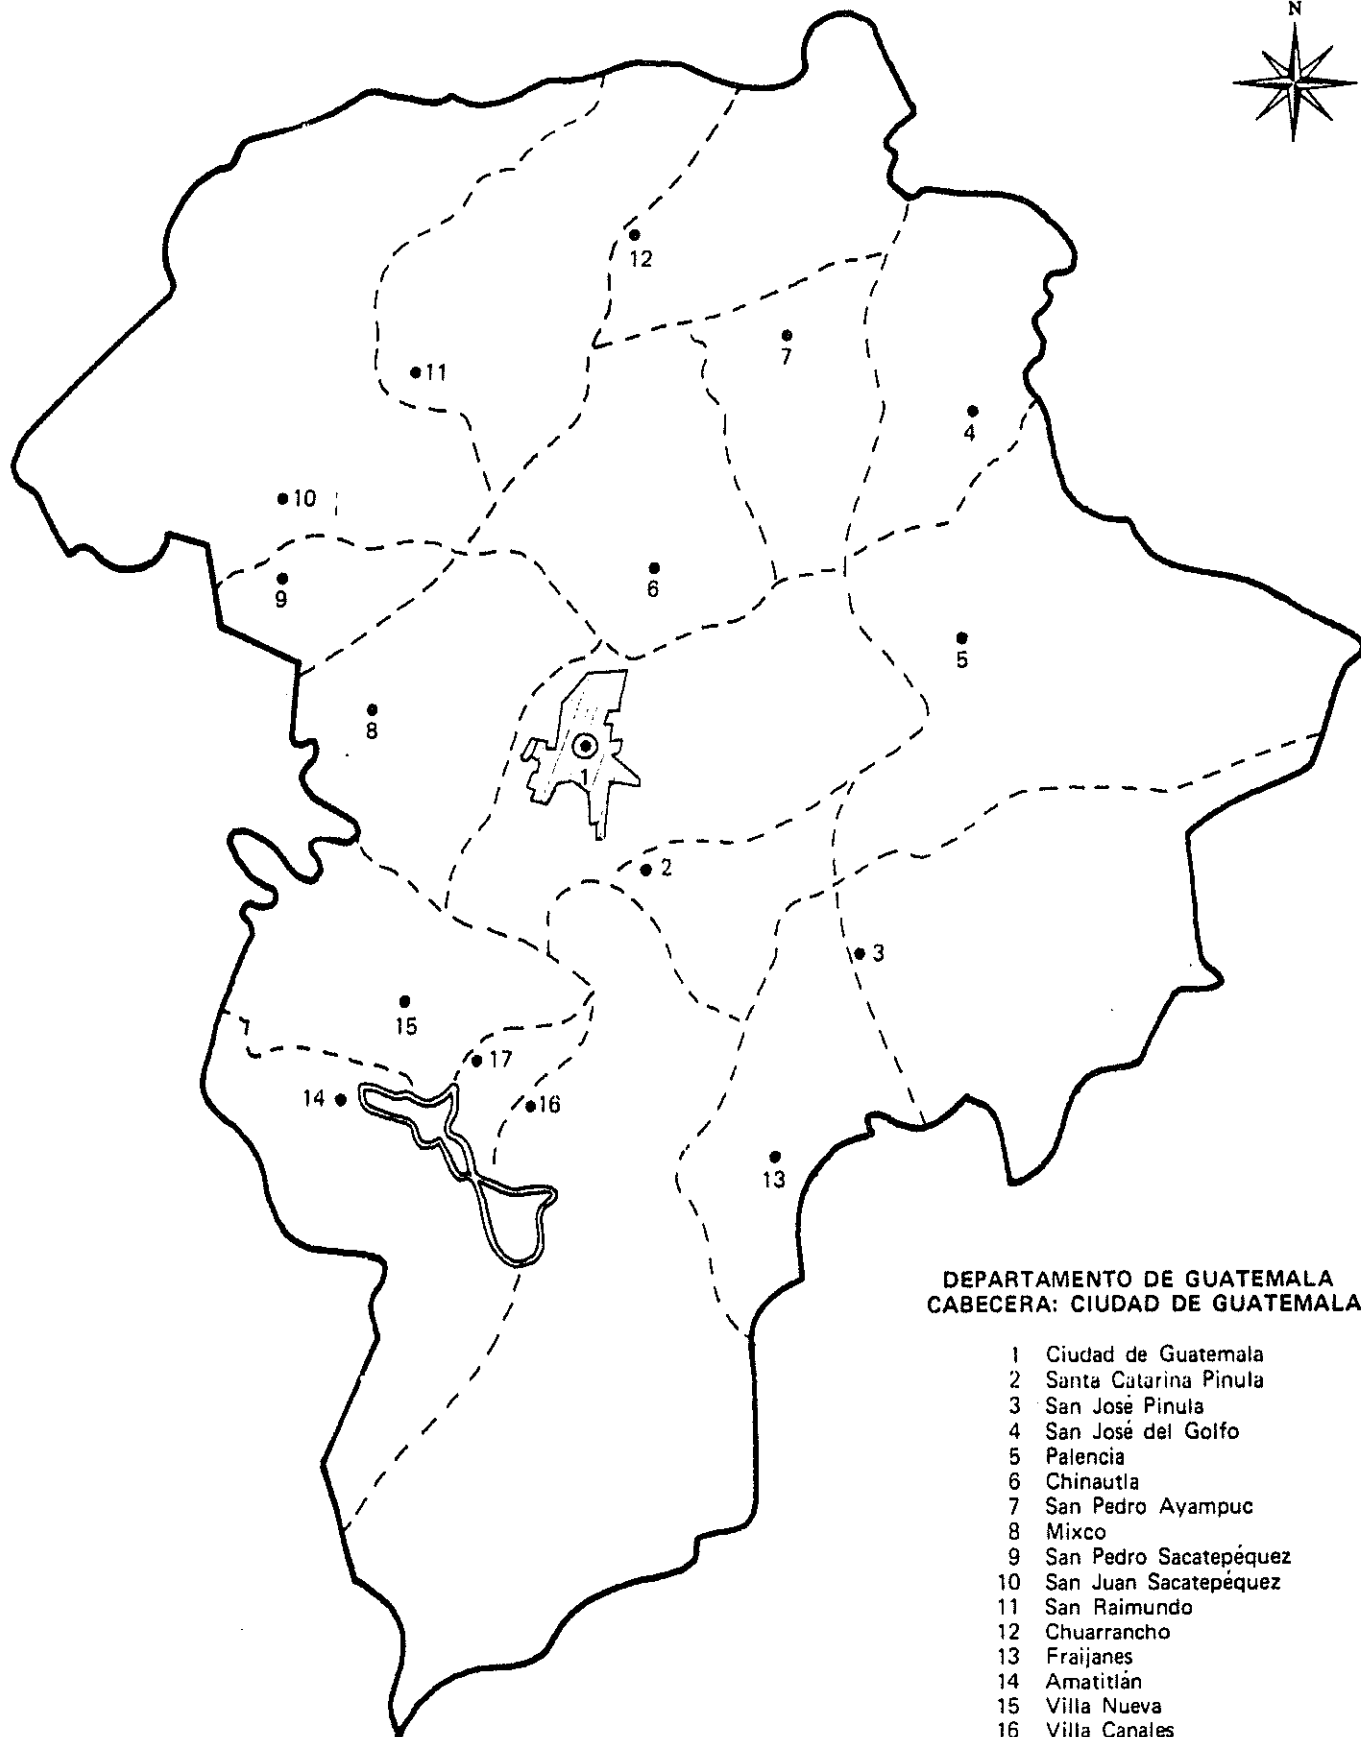 N
12
7
11
4
10
9
6
5
8
1
2
3
15
17
14
16
13
DEPARTAMENTO DE GUATEMALA
CABECERA: CIUDAD DE GUATEMALA
1 Ciudad de Guatemala
2 Santa Catarina Pinula
3 San José Pinula
4 San José del Golfo
5 Palencia
6 Chinautla
7 San Pedro Ayampuc
8 Mixco
9 San Pedro Sacatepéquez
10 San Juan Sacatepéquez
11 San Raimundo
12 Chuarrancho
13 Fraijanes
14 Amatitlán
15 Villa Nueva
16 Villa Canales